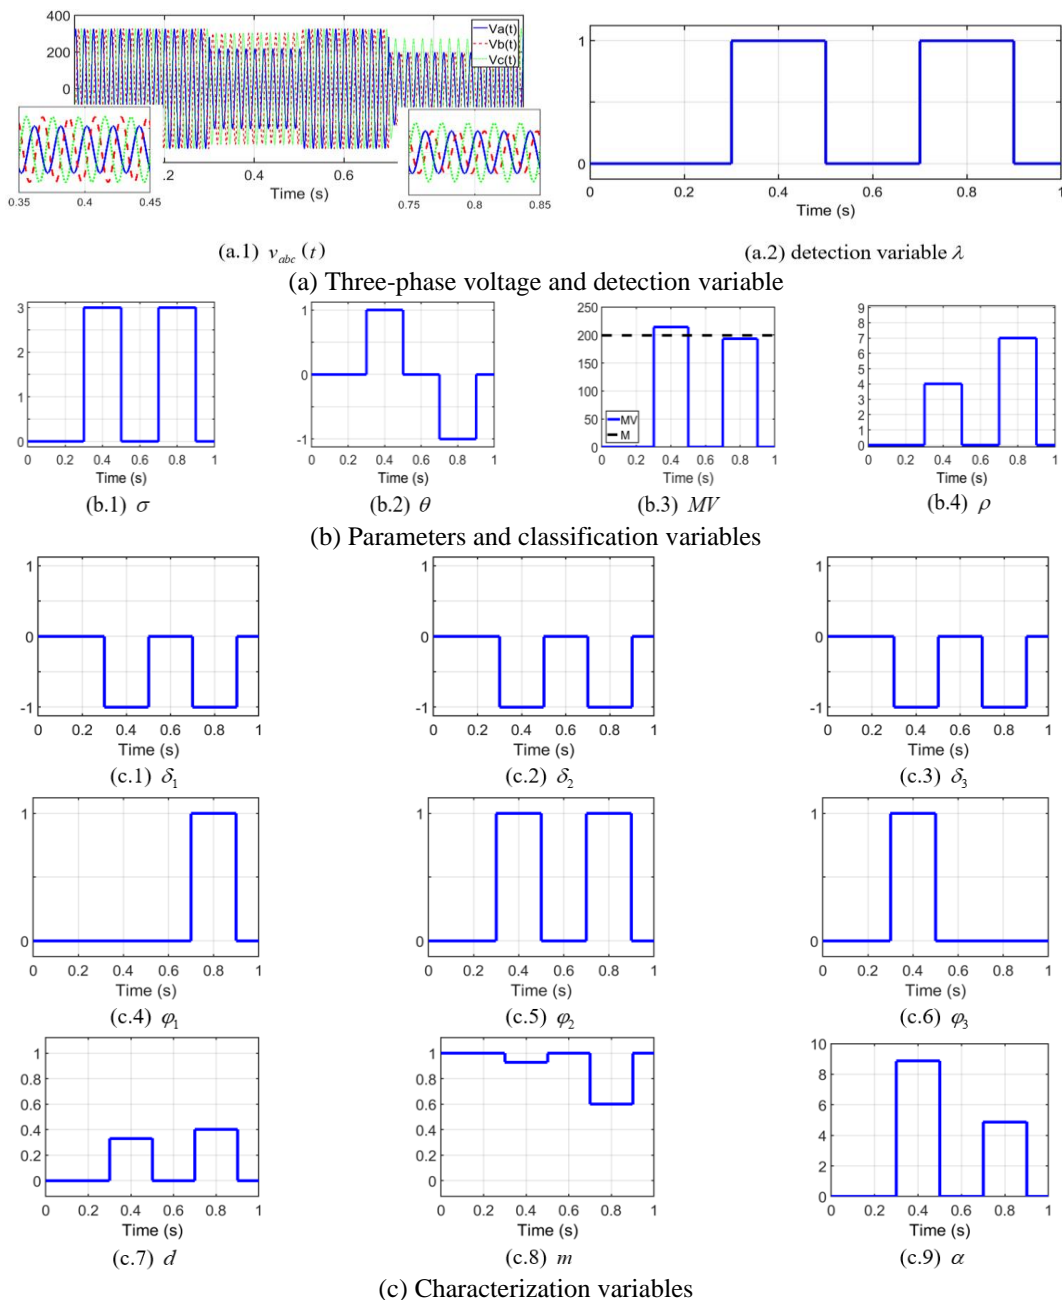 400
200
0
Va(t)
Vb(t)
Vc(t)
0.2 0.4 0.6
Time (s)
0.35 0.4 0.45
0.75 0.8 0.85
1
0
0 0.2 0.4 0.6 0.8 1
Time (s)
(a.1) vabc(t)
(a.2) detection variable λ
(a) Three-phase voltage and detection variable
3
2
1
0
0 0.2 0.4 0.6 0.8 1
Time (s)
(b.1) σ
1
0
-1
0 0.2 0.4 0.6 0.8 1
Time (s)
(b.2) θ
250
200
150
100
50
0
MV
M
0 0.2 0.4 0.6 0.8 1
Time (s)
(b.3) MV
9
8
7
6
5
4
3
2
1
0
0 0.2 0.4 0.6 0.8 1
Time (s)
(b.4) ρ
(b) Parameters and classification variables
1
0
-1
0 0.2 0.4 0.6 0.8 1
Time (s)
(c.1) δ1
1
0
-1
0 0.2 0.4 0.6 0.8 1
Time (s)
(c.2) δ2
1
0
-1
0 0.2 0.4 0.6 0.8 1
Time (s)
(c.3) δ3
1
0
0 0.2 0.4 0.6 0.8 1
Time (s)
(c.4) φ1
1
0
0 0.2 0.4 0.6 0.8 1
Time (s)
(c.5) φ2
1
0
0 0.2 0.4 0.6 0.8 1
Time (s)
(c.6) φ3
1
0.8
0.6
0.4
0.2
0
0 0.2 0.4 0.6 0.8 1
Time (s)
(c.7) d
1
0.8
0.6
0.4
0.2
0
0 0.2 0.4 0.6 0.8 1
Time (s)
(c.8) m
10
8
6
4
2
0
0 0.2 0.4 0.6 0.8 1
Time (s)
(c.9) α
(c) Characterization variables